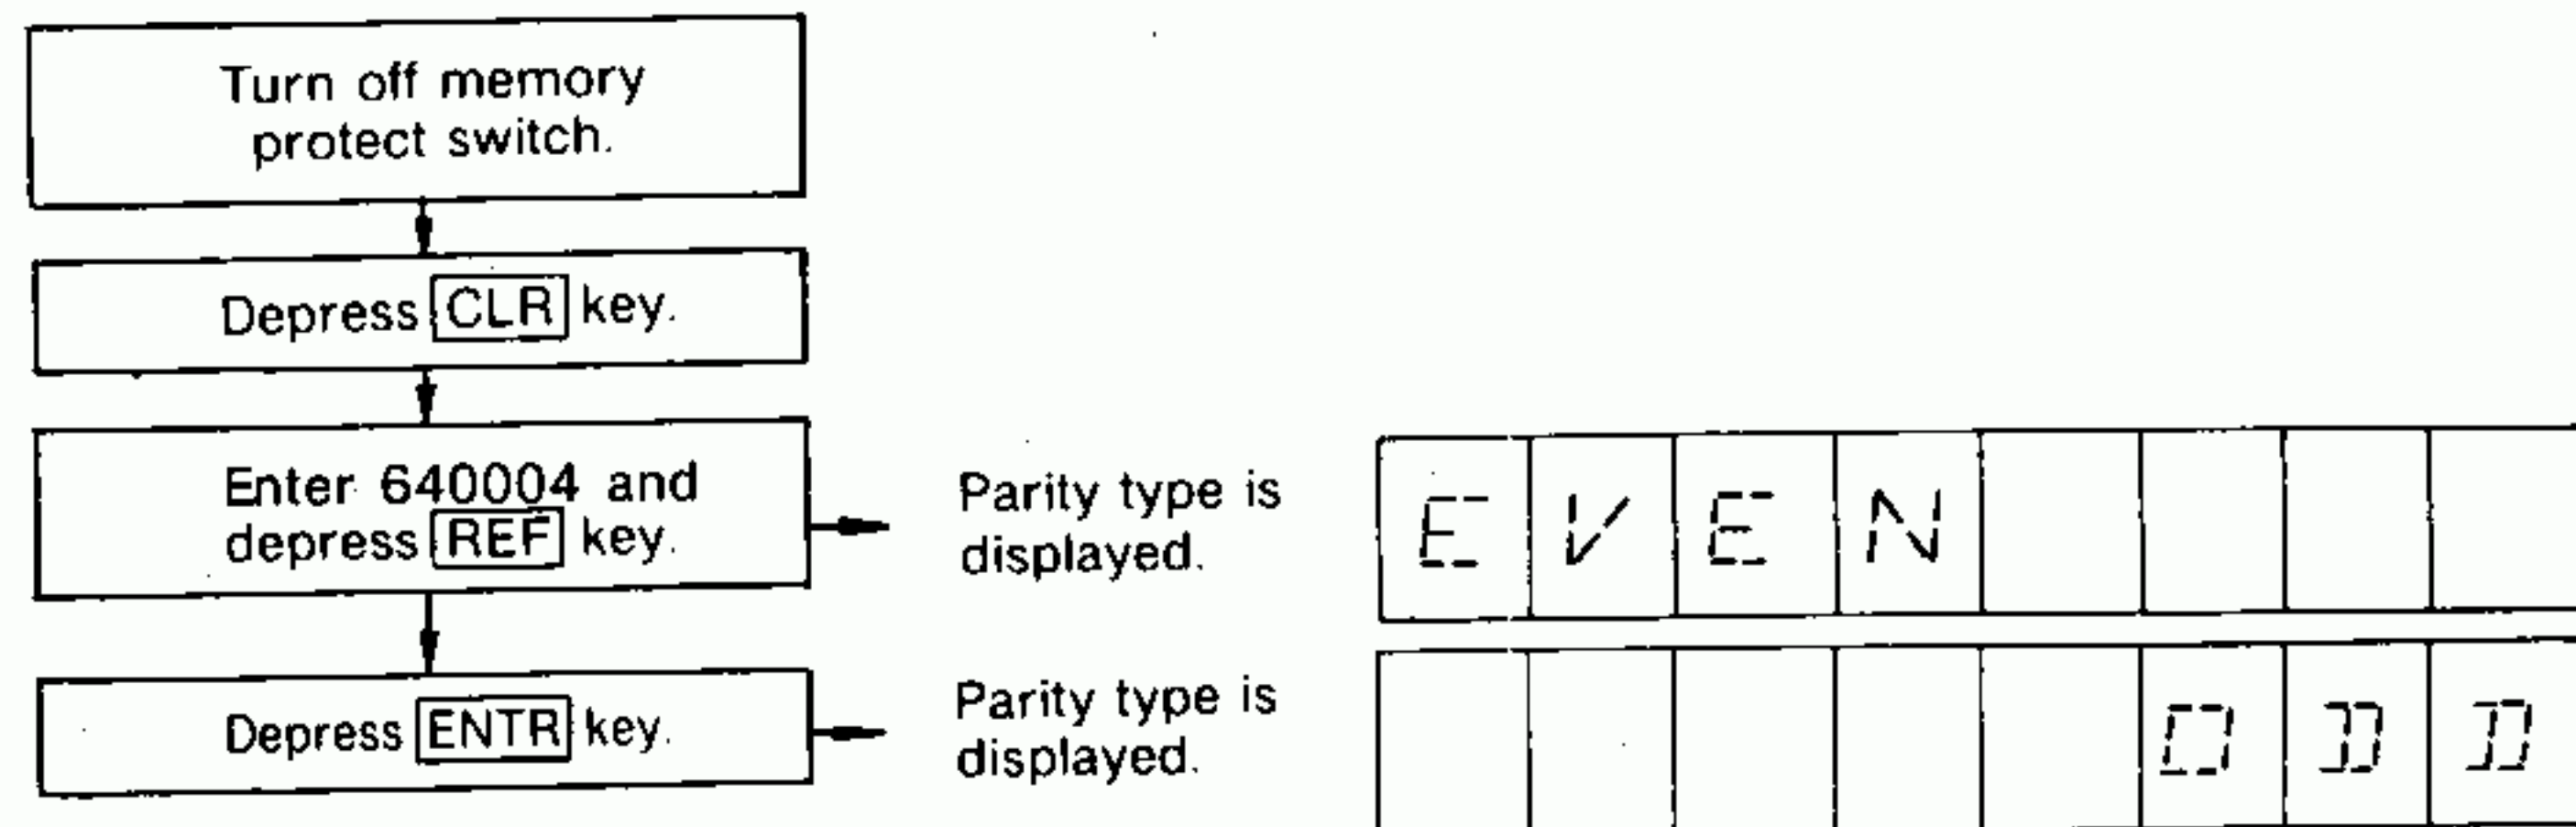 Turn off memory
protect switch.
Depress CLR key.
Enter 640004 and
depress REF key.
Parity type is
displayed.
EVEN
Depress ENTR key.
Parity type is
displayed.
ODD